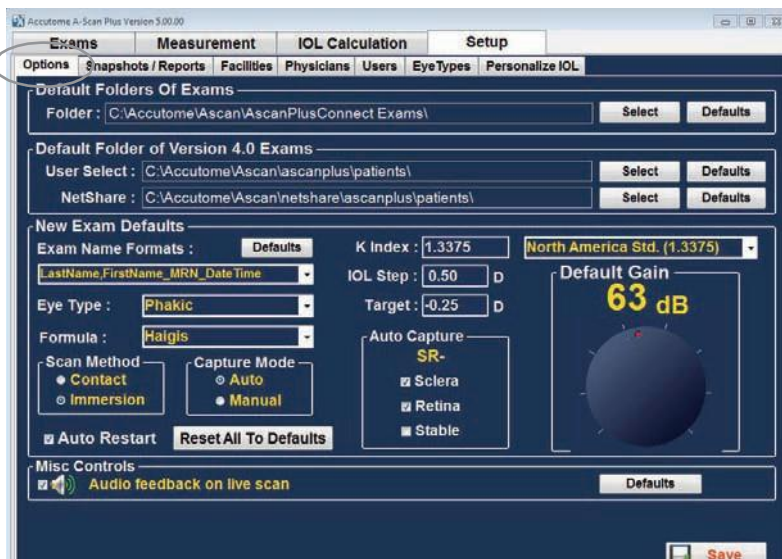 Accutome A-Scan Plus Version 5.00.00
Exams Measurement IOL Calculation Setup
Options Snapshots / Reports Facilities Physicians Users EyeTypes Personalize IOL
Default Folders Of Exams
Folder : C:\Accutome\Ascan\AscanPlusConnect Exams\ Select Defaults
Default Folder of Version 4.0 Exams
User Select : C:\Accutome\Ascan\ascanplus\patients\ Select Defaults
NetShare : C:\Accutome\Ascan\netshare\ascanplus\patients\ Select Defaults
New Exam Defaults
Exam Name Formats : Defaults K Index : 1.3375 North America Std. (1.3375)
LastName,FirstName_MRN_DateTime IOL Step : 0.50 D Default Gain
63 dB
Eye Type : Phakic Target : -0.25 D
Formula : Haigis Auto Capture
SR-
Scan Method Capture Mode
Contact Auto Sclera
Immersion Manual Retina
Auto Restart Reset All To Defaults Stable
Misc Controls
Audio feedback on live scan Defaults
Save